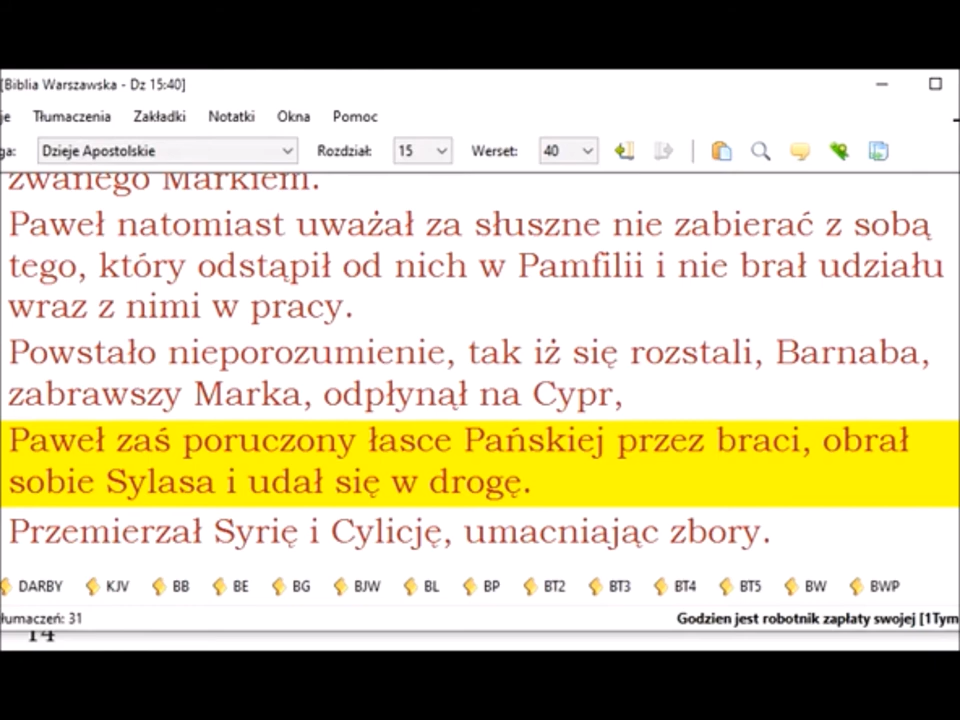 [Biblia Warszawska - Dz 15:40]
je Tłumaczenia Zakładki Notatki Okna Pomoc
ga: Dzieje Apostolskie Rozdział: 15 Werset: 40
zwanego Markiem.
Paweł natomiast uważał za słuszne nie zabierać z sobą
tego, który odstąpił od nich w Pamfilii i nie brał udziału
wraz z nimi w pracy.
Powstało nieporozumienie, tak iż się rozstali, Barnaba,
zabrawszy Marka, odpłynął na Cypr,
Paweł zaś poruczony łasce Pańskiej przez braci, obrał
sobie Sylasa i udał się w drogę.
Przemierzał Syrię i Cylicję, umacniając zbory.
DARBY KJV BB BE BG BJW BL BP BT2 BT3 BT4 BT5 BW BWP
łumaczeń: 31 Godzien jest robotnik zapłaty swojej [1Tym
14